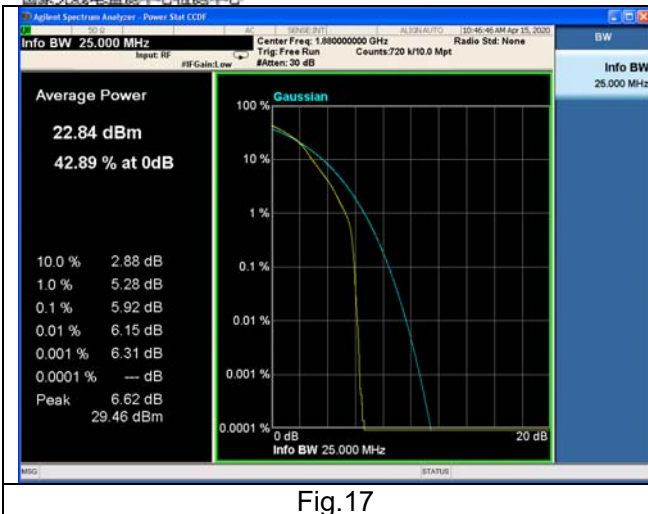 Agilent Spectrum Analyzer - Power Stat CCDF
50 Ω AC SENSE:INT ALIGN AUTO 10:46:46 AM Apr 15, 2020
Info BW 25.000 MHz
Center Freq: 1.880000000 GHz Radio Std: None
Input: RF Trig: Free Run Counts:720 k/10.0 Mpt
#IFGain:Low #Atten: 30 dB
BW
Info BW
25.000 MHz
Average Power
22.84 dBm
42.89 % at 0dB
10.0 % 2.88 dB
1.0 % 5.28 dB
0.1 % 5.92 dB
0.01 % 6.15 dB
0.001 % 6.31 dB
0.0001 % --- dB
Peak 6.62 dB
29.46 dBm
Gaussian
100 %
10 %
1 %
0.1 %
0.01 %
0.001 %
0.0001 %
0 dB 20 dB
Info BW 25.000 MHz
MSG STATUS
Fig.17